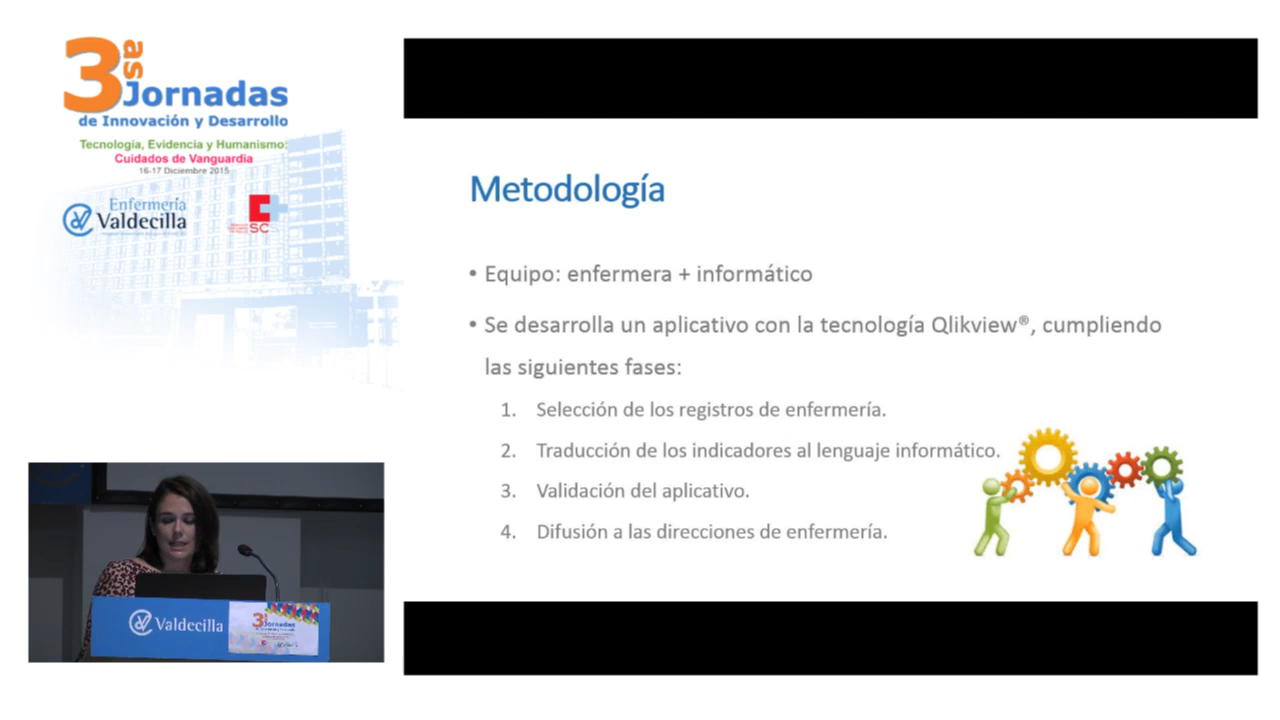 3as
Jornadas
de Innovación y Desarrollo
Tecnología, Evidencia y Humanismo:
Cuidados de Vanguardia
16-17 Diciembre 2015
Enfermería
Valdecilla
SC
Metodología
• Equipo: enfermera + informático
• Se desarrolla un aplicativo con la tecnología Qlikview®, cumpliendo
las siguientes fases:
1. Selección de los registros de enfermería.
2. Traducción de los indicadores al lenguaje informático.
3. Validación del aplicativo.
4. Difusión a las direcciones de enfermería.
Valdecilla
3as Jornadas